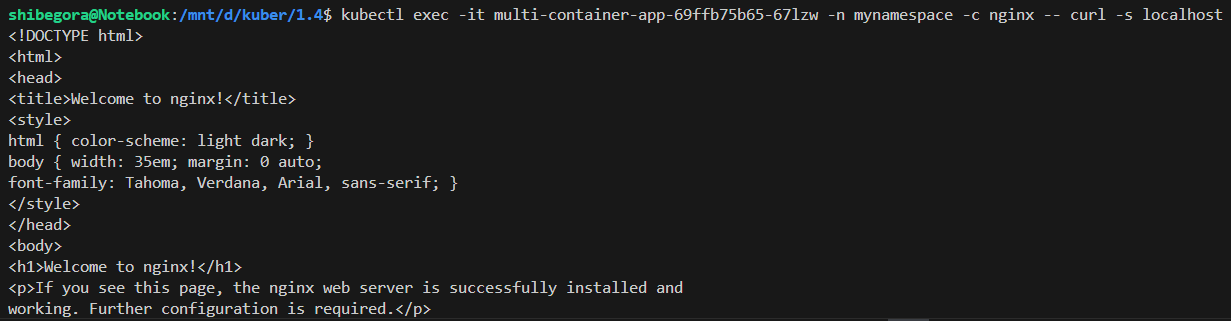 shibegora@Notebook:/mnt/d/kuber/1.4$ kubectl exec -it multi-container-app-69ffb75b65-67lzw -n mynamespace -c nginx -- curl -s localhost
<!DOCTYPE html>
<html>
<head>
<title>Welcome to nginx!</title>
<style>
html { color-scheme: light dark; }
body { width: 35em; margin: 0 auto;
font-family: Tahoma, Verdana, Arial, sans-serif; }
</style>
</head>
<body>
<h1>Welcome to nginx!</h1>
<p>If you see this page, the nginx web server is successfully installed and
working. Further configuration is required.</p>